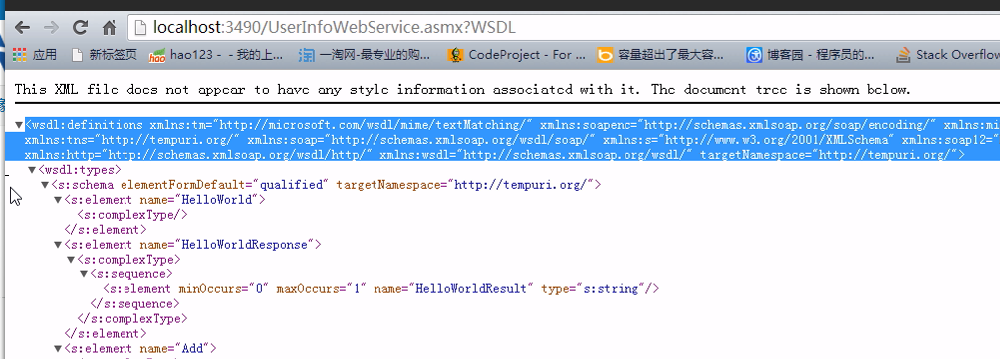 localhost:3490/UserInfoWebService.asmx?WSDL
应用 新标签页 hao123 - - 我的上... 一淘网-最专业的购... CodeProject - For ... 容量超出了最大容... 博客园 - 程序员的... Stack Overflow
This XML file does not appear to have any style information associated with it. The document tree is shown below.
▼<wsdl:definitions xmlns:tm="http://microsoft.com/wsdl/mime/textMatching/" xmlns:soapenc="http://schemas.xmlsoap.org/soap/encoding/" xmlns:mi
xmlns:tns="http://tempuri.org/" xmlns:soap="http://schemas.xmlsoap.org/wsdl/soap/" xmlns:s="http://www.w3.org/2001/XMLSchema" xmlns:soap12="
xmlns:http="http://schemas.xmlsoap.org/wsdl/http/" xmlns:wsdl="http://schemas.xmlsoap.org/wsdl/" targetNamespace="http://tempuri.org/">
▼<wsdl:types>
▼<s:schema elementFormDefault="qualified" targetNamespace="http://tempuri.org/">
▼<s:element name="HelloWorld">
<s:complexType/>
</s:element>
▼<s:element name="HelloWorldResponse">
▼<s:complexType>
▼<s:sequence>
<s:element minOccurs="0" maxOccurs="1" name="HelloWorldResult" type="s:string"/>
</s:sequence>
</s:complexType>
</s:element>
▼<s:element name="Add">